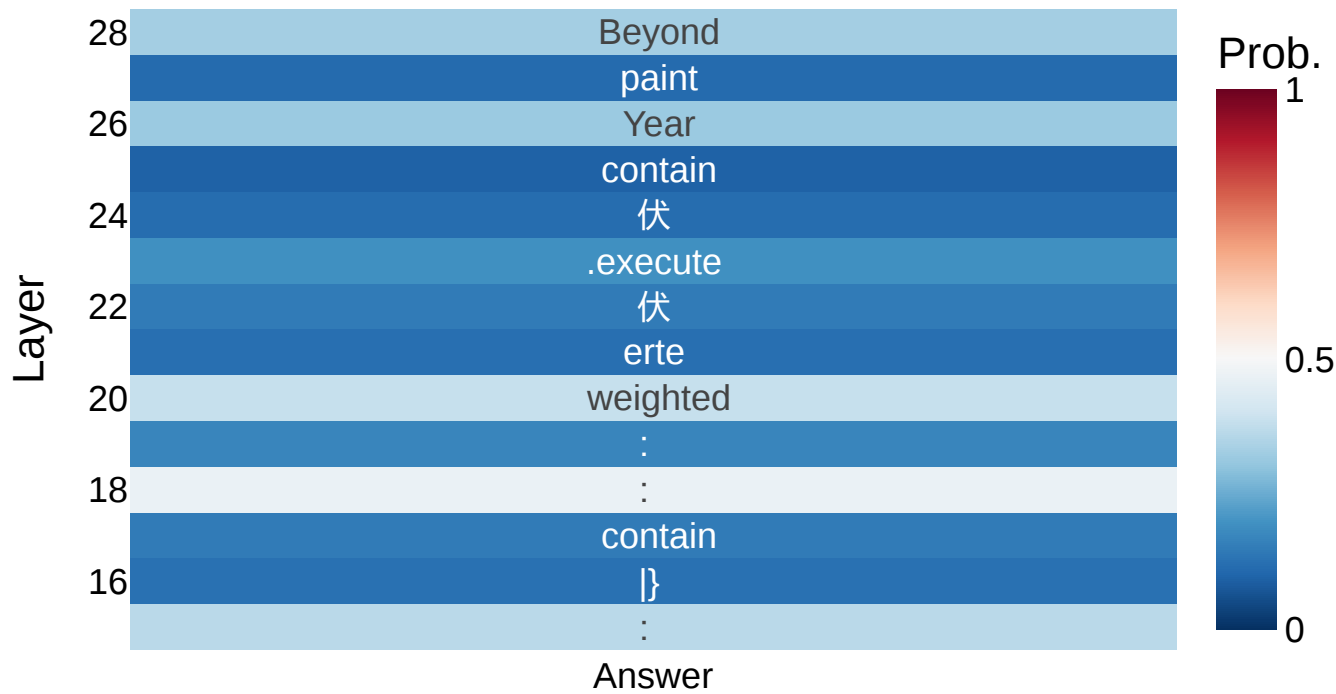 28 Beyond
paint
26 Year
contain
24 伏
.execute
22 伏
erte
20 weighted
:
18 :
contain
16 |}
:
Answer
Layer
Prob.
1
0.5
0